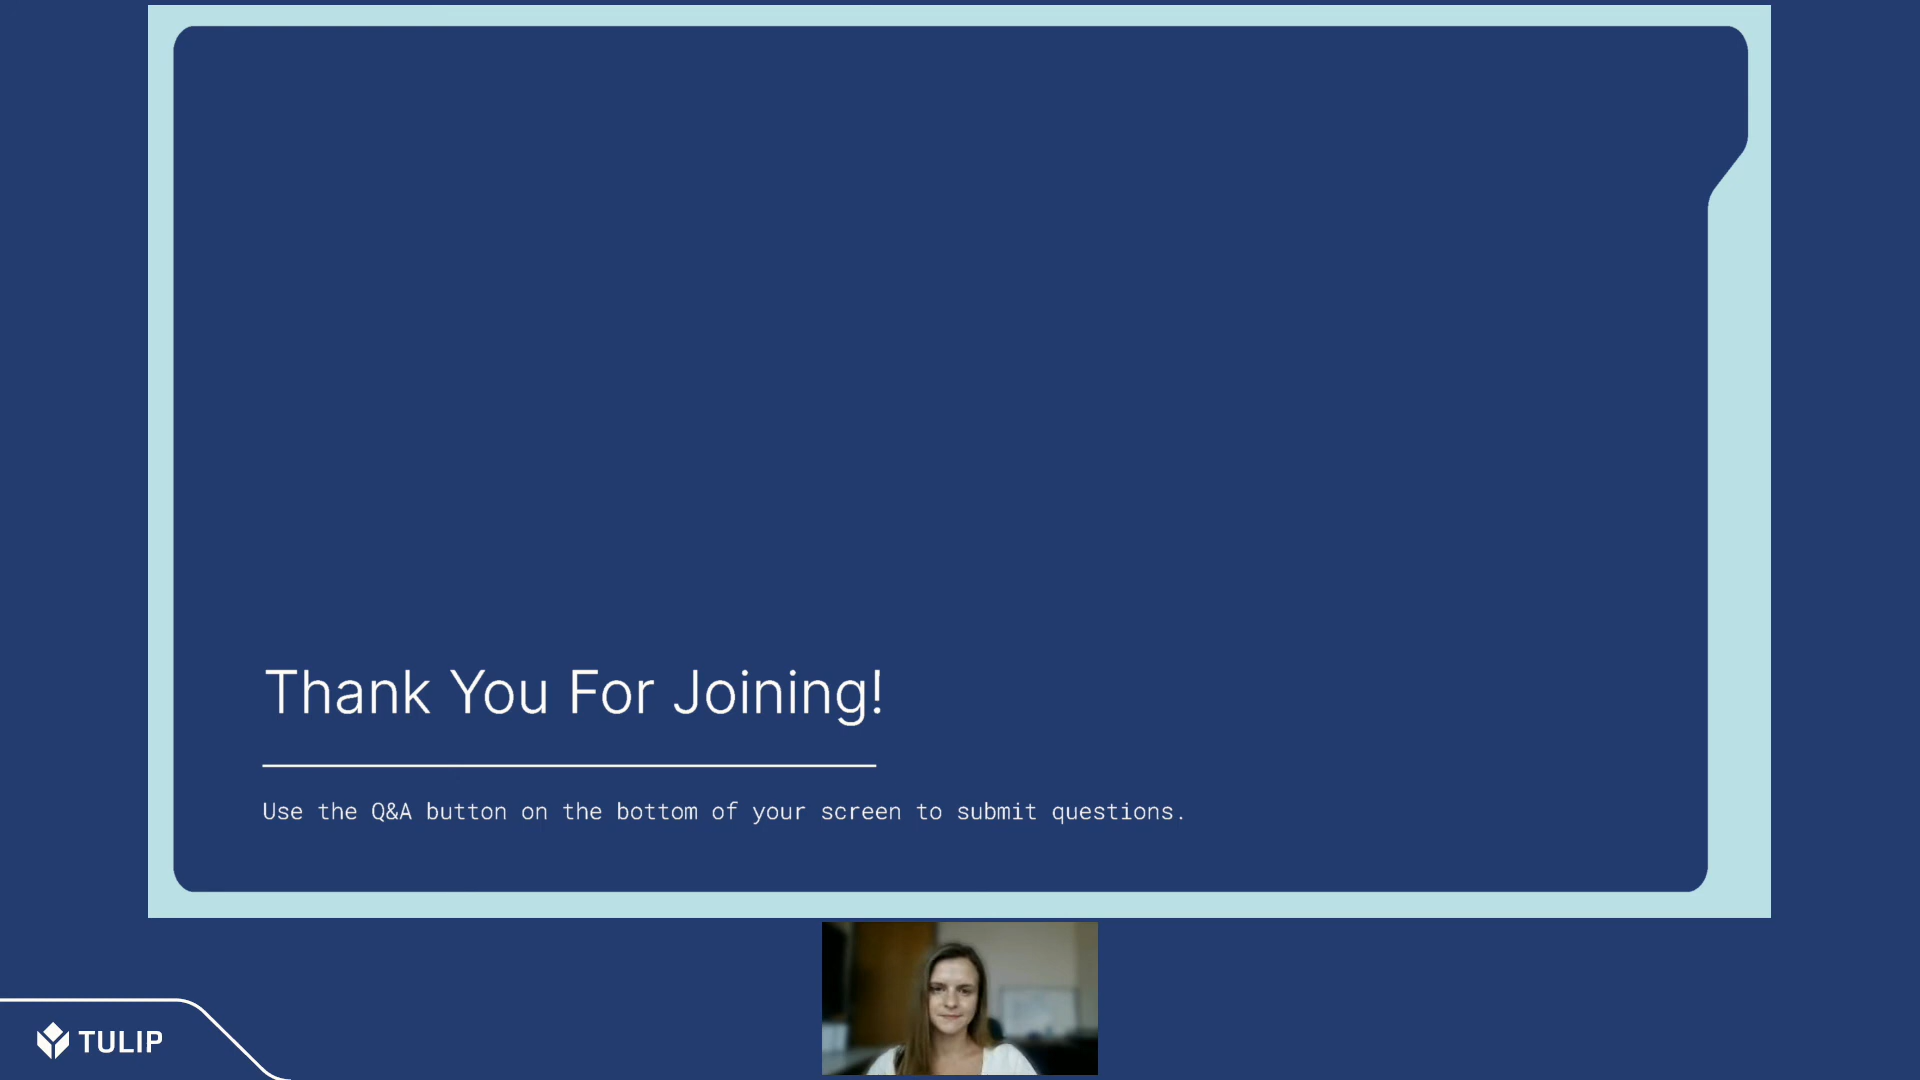 Thank You For Joining!
Use the Q&A button on the bottom of your screen to submit questions.
TULIP